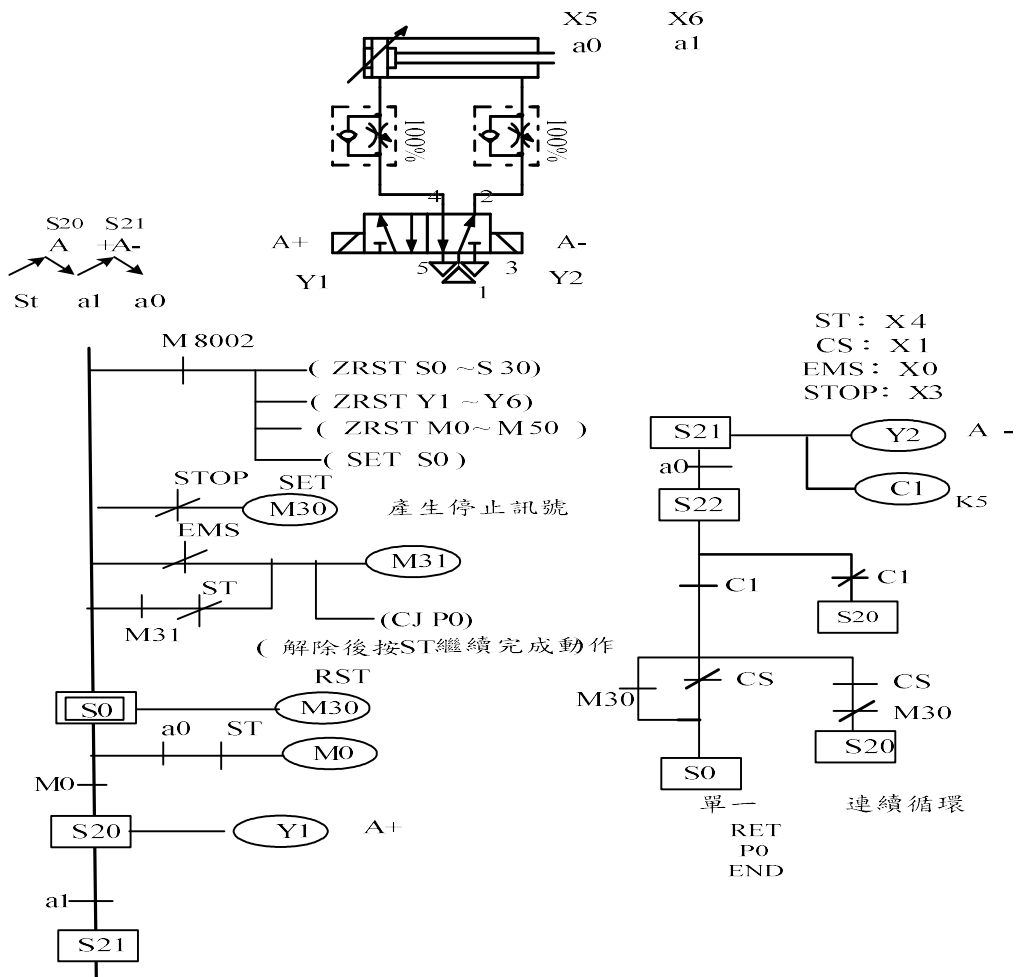 X5 X6
a0 a1
100% 100%
4 2
A+ A-
Y1 5 3 Y2
1
S20 S21
A +A-
St a1 a0
M8002
( ZRST S0 ~S30)
( ZRST Y1 ~Y6)
( ZRST M0~M50 )
( SET S0 )
STOP SET
M30 產生停止訊號
EMS
M31
ST
M31
(CJ P0)
( 解除後按ST繼續完成動作
RST
S0 M30
a0 ST
M0
M0
S20 Y1 A+
a1
S21
ST: X4
CS: X1
EMS: X0
STOP: X3
S21 Y2 A -
a0
C1
K5
S22
C1 C1
S20
M30 CS CS
M30
S20
S0
單一 連續循環
RET
P0
END